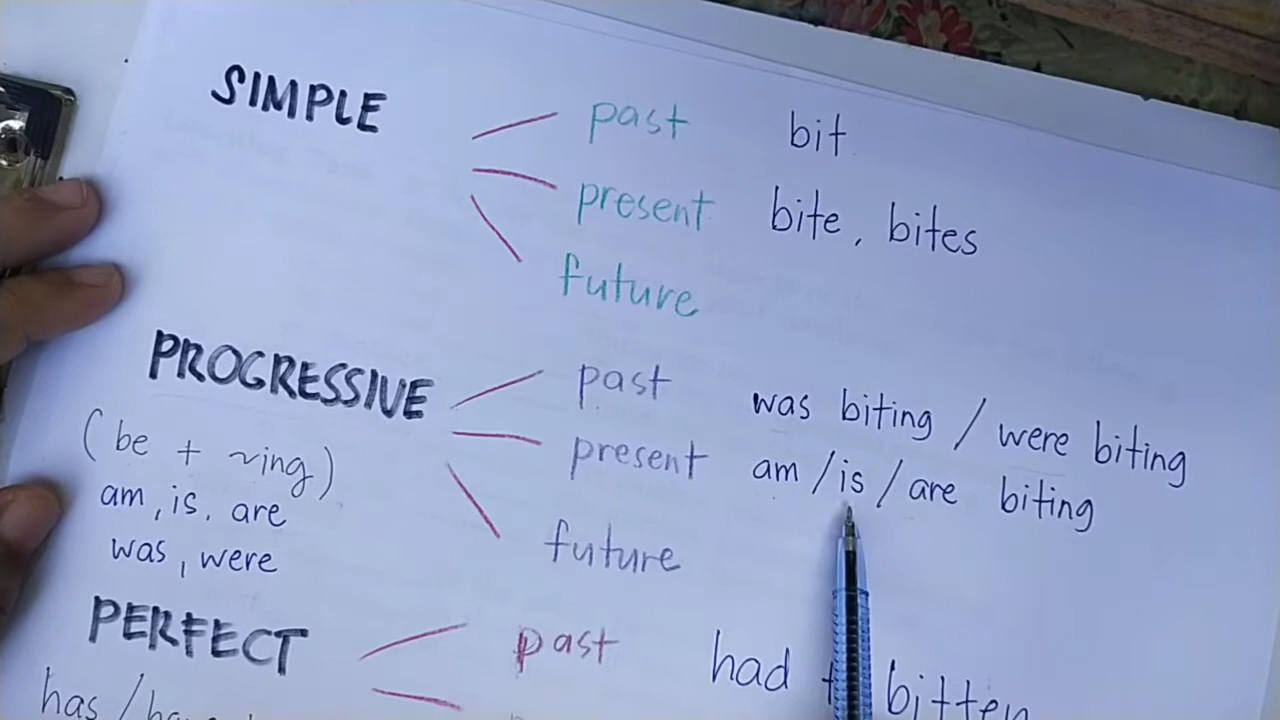 SIMPLE
past bit
present bite, bites
future
PROGRESSIVE
past was biting / were biting
(be + ~ing)
present am / is / are biting
am, is, are
future
was, were
PERFECT
past had bitten
has /